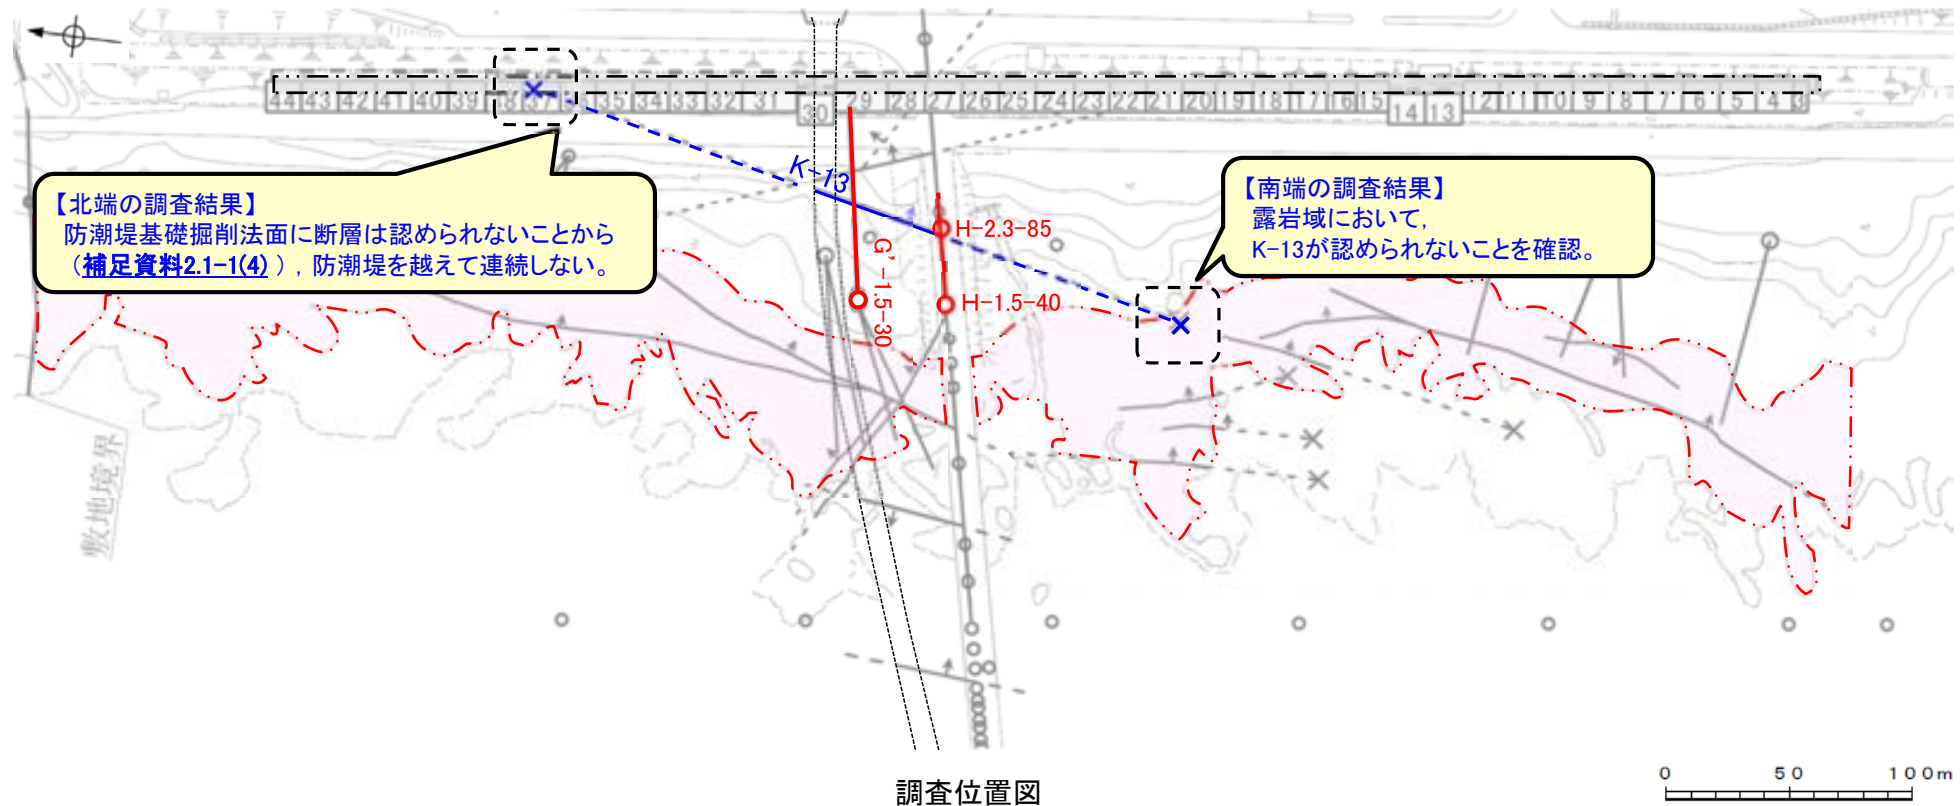 44 43 42 41 40 39 38 35 34 33 32 31 30 29 28 27 26 25 24 23 22 21 20 19 18 17 16 15 14 13 12 11 10 9 8 7 6 5 4 3
K-13
【北端の調査結果】
防潮堤基礎掘削法面に断層は認められないことから
（補足資料2.1-1(4) ），防潮堤を越えて連続しない。
【南端の調査結果】
露岩域において，
K-13が認められないことを確認。
H-2.3-85
G’-1.5-30
H-1.5-40
敷地境界
調査位置図
0 50 100m